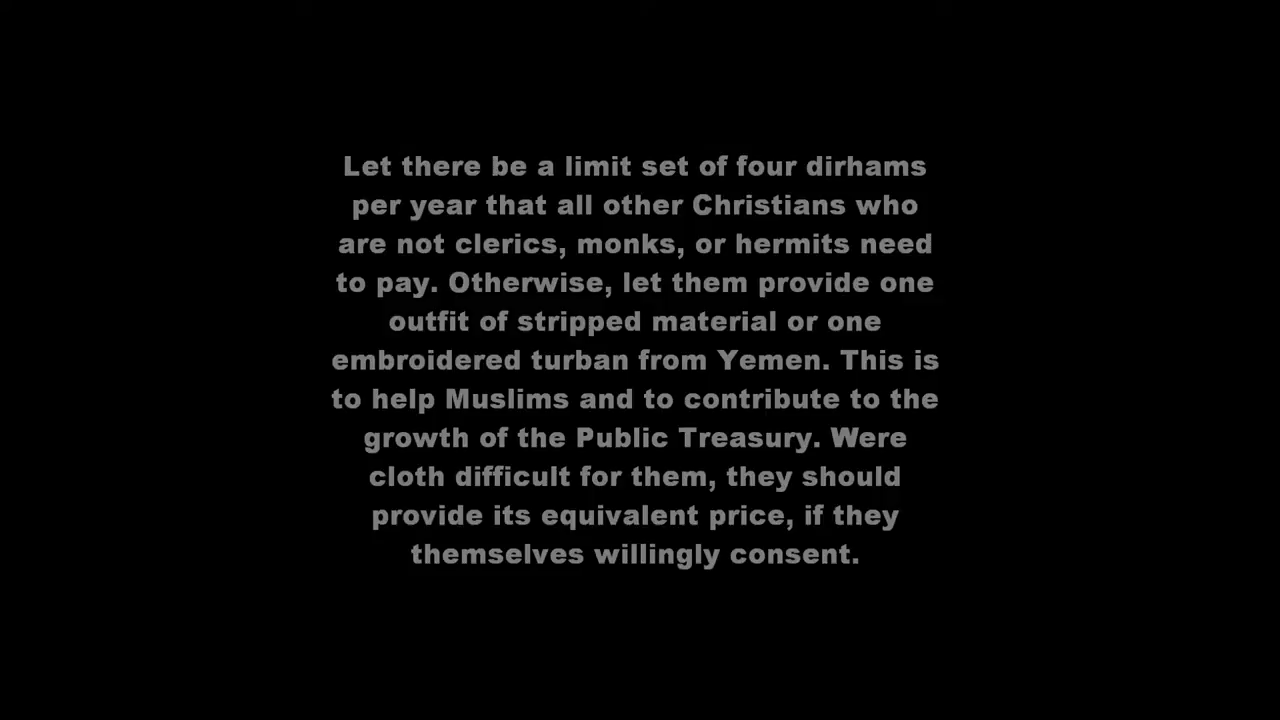 Let there be a limit set of four dirhams
per year that all other Christians who
are not clerics, monks, or hermits need
to pay. Otherwise, let them provide one
outfit of stripped material or one
embroidered turban from Yemen. This is
to help Muslims and to contribute to the
growth of the Public Treasury. Were
cloth difficult for them, they should
provide its equivalent price, if they
themselves willingly consent.